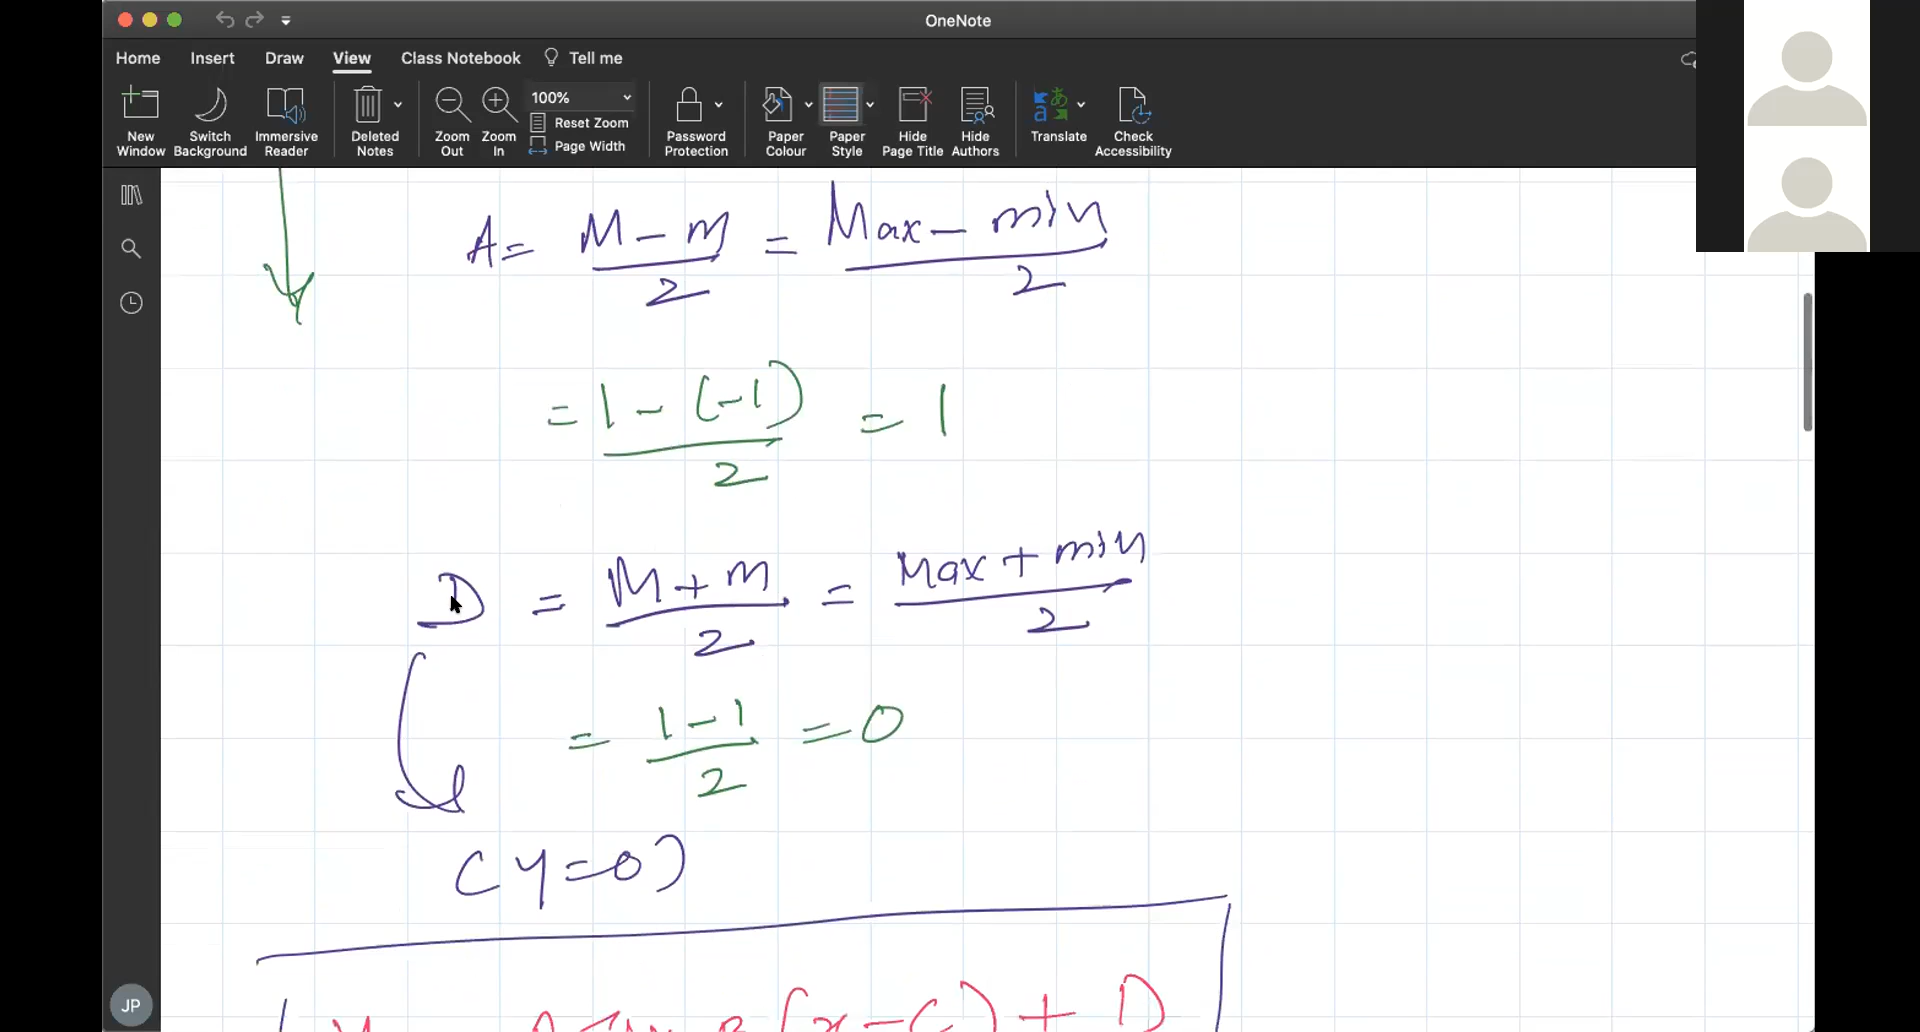 OneNote
Home Insert Draw View Class Notebook Tell me
New Window
Switch Background
Immersive Reader
Deleted Notes
Zoom Out
Zoom In
100%
Reset Zoom
Page Width
Password Protection
Paper Colour
Paper Style
Hide Page Title
Hide Authors
Translate
Check Accessibility
A = (M - m)/2 = (Max - min)/2
= (1 - (-1))/2 = 1
D = (M + m)/2 = (Max + min)/2
= (1 - 1)/2 = 0
(y = 0)
B (x - C) + D
JP